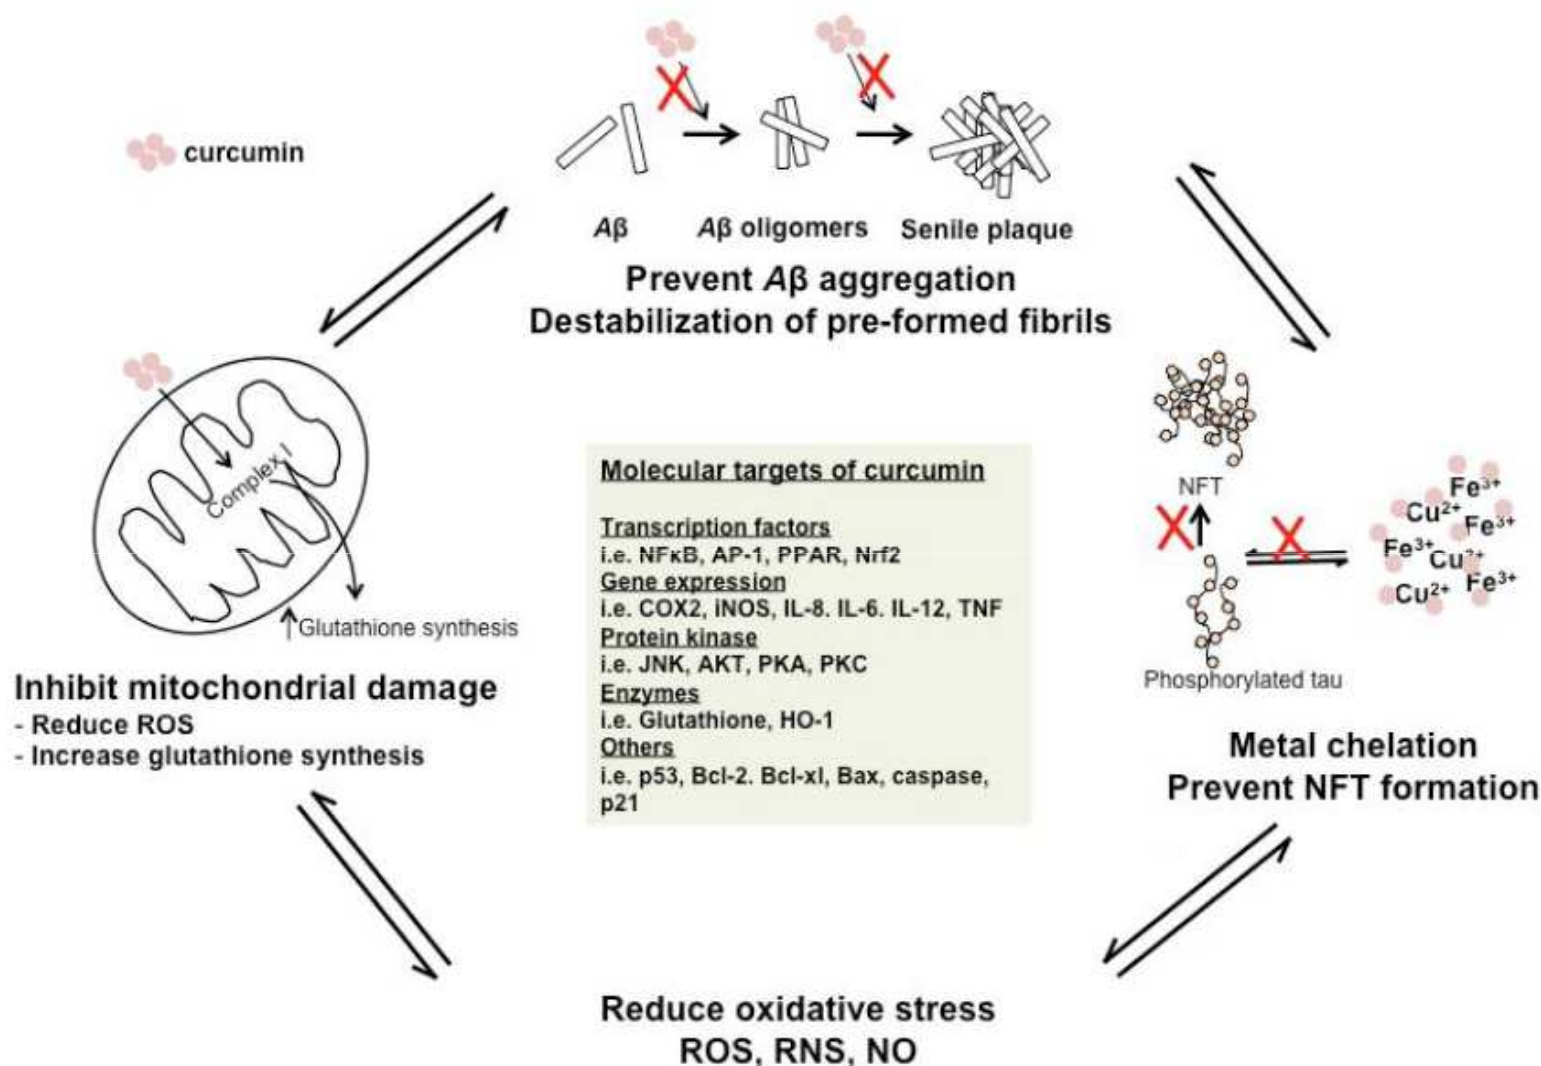 curcumin
Aβ
Aβ oligomers
Senile plaque
Prevent Aβ aggregation
Destabilization of pre-formed fibrils
Complex I
↑Glutathione synthesis
Inhibit mitochondrial damage
- Reduce ROS
- Increase glutathione synthesis
Molecular targets of curcumin
Transcription factors
i.e. NFκB, AP-1, PPAR, Nrf2
Gene expression
i.e. COX2, iNOS, IL-8. IL-6. IL-12, TNF
Protein kinase
i.e. JNK, AKT, PKA, PKC
Enzymes
i.e. Glutathione, HO-1
Others
i.e. p53, Bcl-2. Bcl-xl, Bax, caspase,
p21
NFT
Phosphorylated tau
Fe³⁺
Cu²⁺
Fe³⁺
Fe³⁺
Cu²⁺
Fe³⁺
Cu²⁺
Metal chelation
Prevent NFT formation
Reduce oxidative stress
ROS, RNS, NO